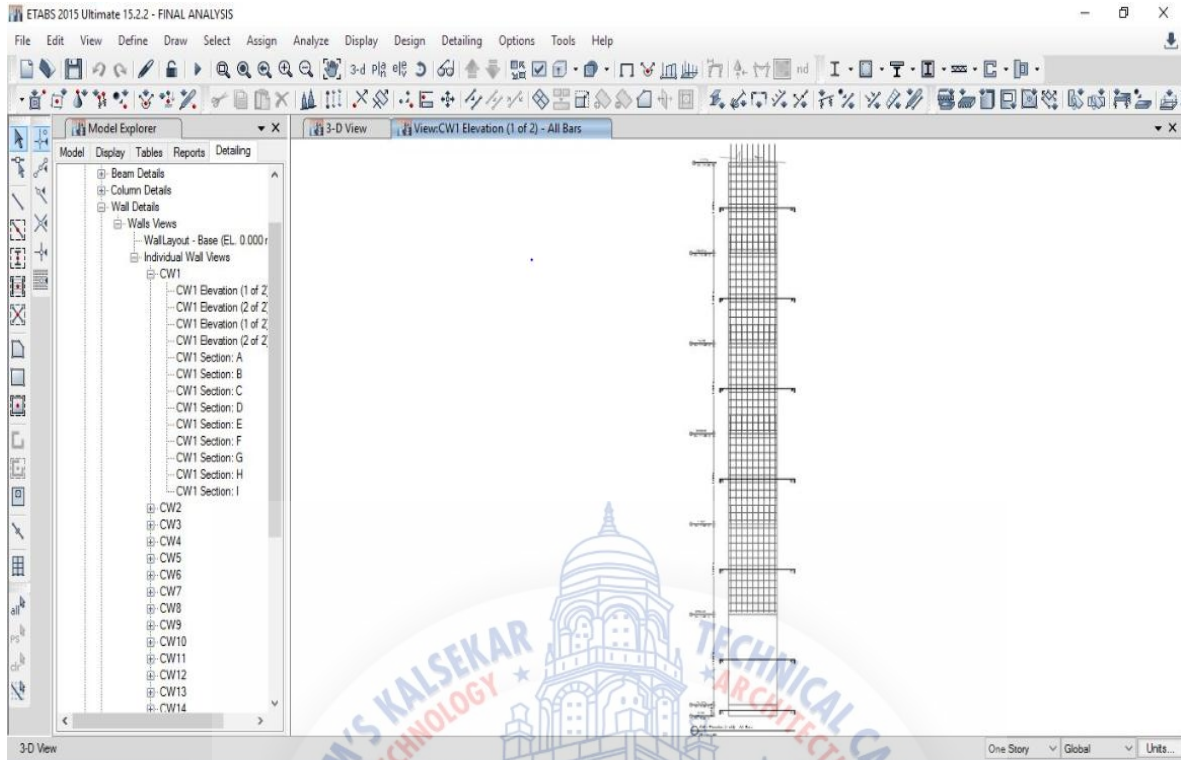 ETABS 2015 Ultimate 15.2.2 - FINAL ANALYSIS
File Edit View Define Draw Select Assign Analyze Display Design Detailing Options Tools Help
3-d nd
Model Explorer
3-D View
View:CW1 Elevation (1 of 2) - All Bars
Model Display Tables Reports Detailing
Beam Details
Column Details
Wall Details
Walls Views
WallLayout - Base (EL. 0.000
Individual Wall Views
CW1
CW1 Elevation (1 of 2
CW1 Elevation (2 of 2
CW1 Elevation (1 of 2
CW1 Elevation (2 of 2
CW1 Section: A
CW1 Section: B
CW1 Section: C
CW1 Section: D
CW1 Section: E
CW1 Section: F
CW1 Section: G
CW1 Section: H
CW1 Section: I
CW2
CW3
CW4
CW5
CW6
CW7
CW8
CW9
CW10
CW11
CW12
CW13
CW14
all
ps
clr
KALSEKAR TECHNICAL
ARCHITECT
3-D View
One Story Global Units...